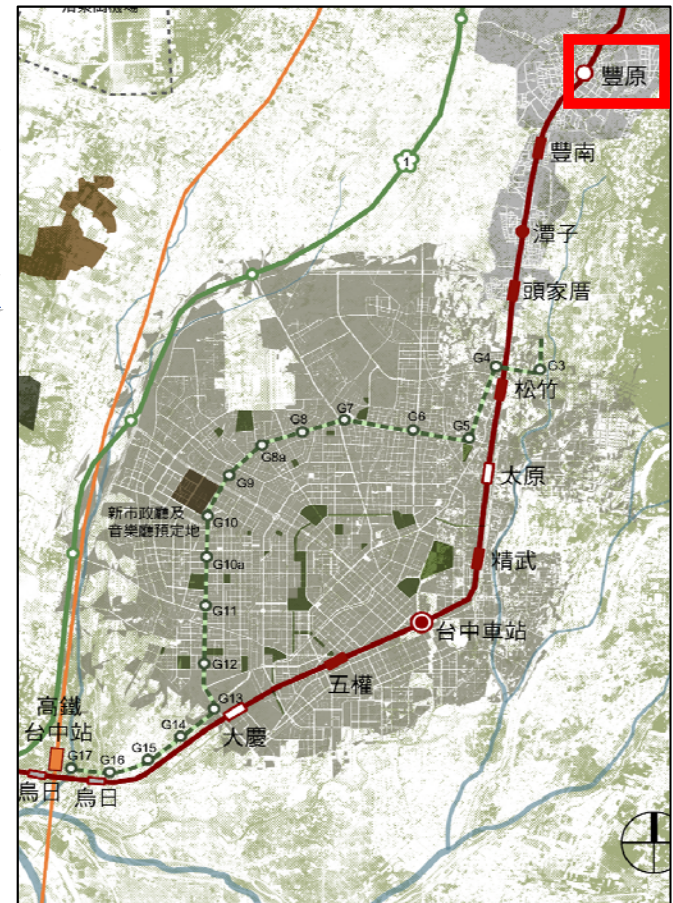 豐原
1
豐南
潭子
頭家厝
G4
G3
松竹
G7
G8
G6
G5
G8a
太原
G9
新市政廳及
音樂廳預定地
G10
精武
G10a
G11
台中車站
G12
五權
高鐵
台中站
G13
大慶
G14
G15
G17
G16
烏日
烏日